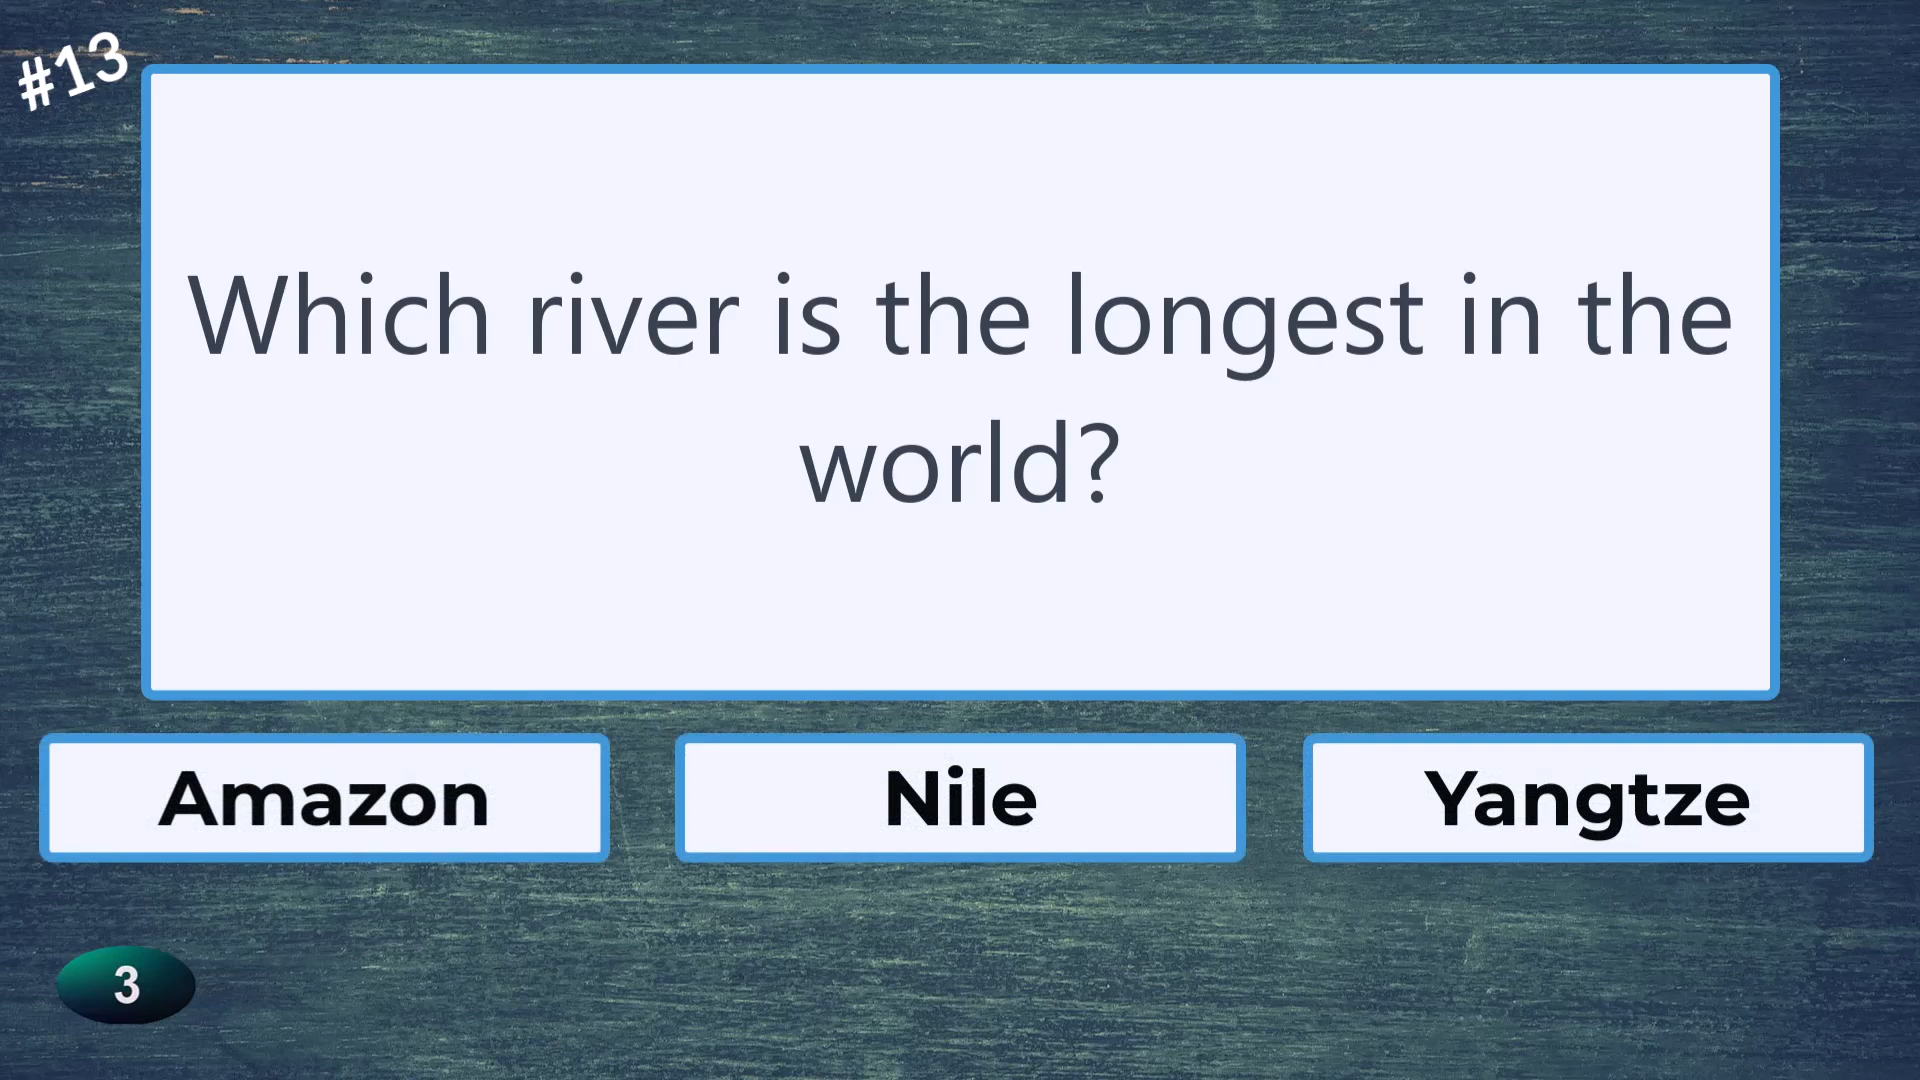 #13
Which river is the longest in the
world?
Amazon
Nile
Yangtze
3